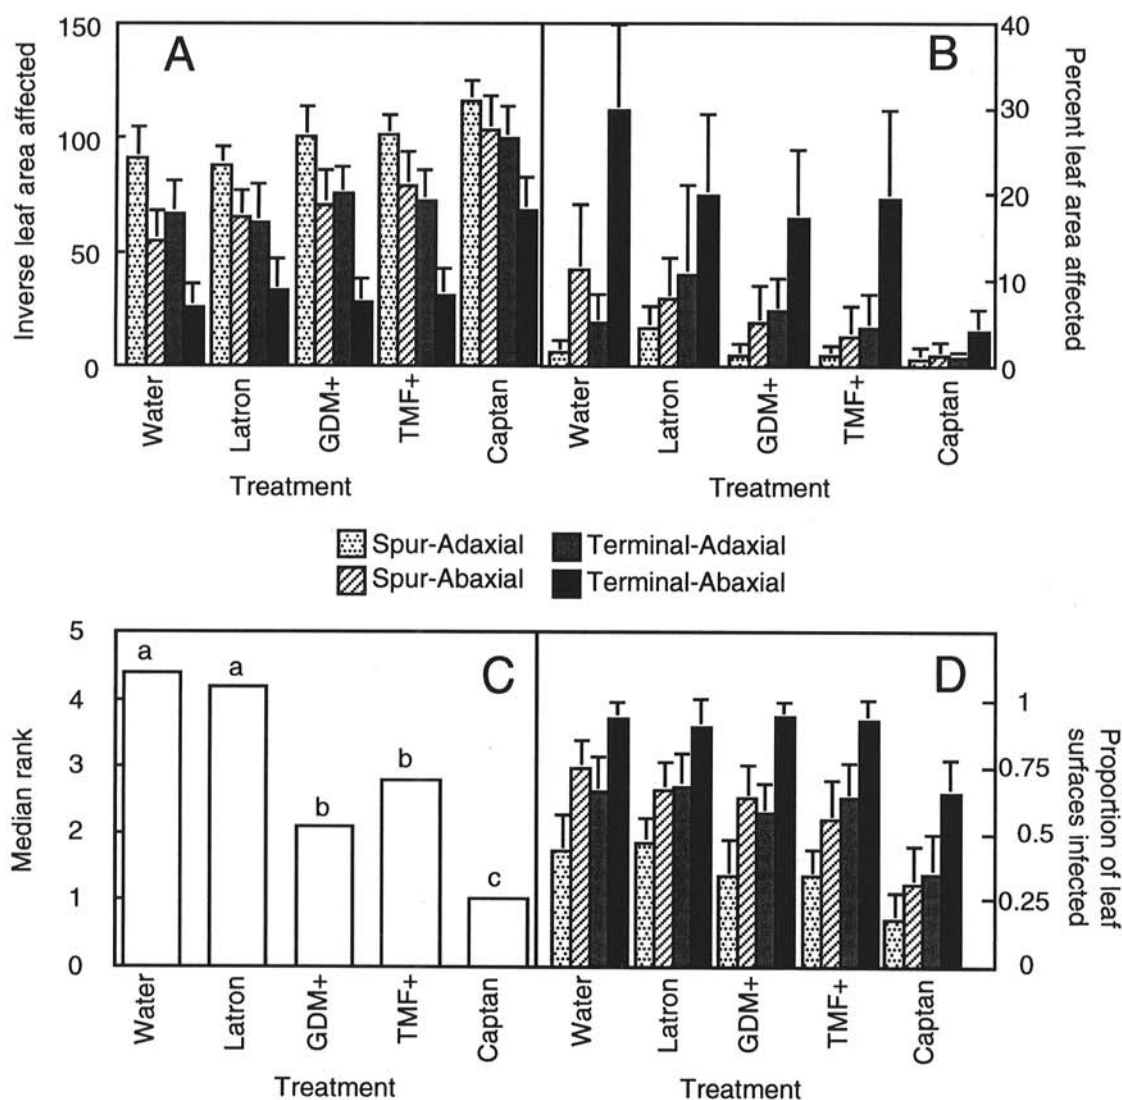 A
B
Inverse leaf area affected
150
100
50
0
Percent leaf area affected
40
30
20
10
0
Water
Latron
GDM+
TMF+
Captan
Water
Latron
GDM+
TMF+
Captan
Treatment
Treatment
Spur-Adaxial
Terminal-Adaxial
Spur-Abaxial
Terminal-Abaxial
C
D
Median rank
5
4
3
2
1
0
a
a
b
b
c
1
0.75
0.5
0.25
0
Proportion of leaf
surfaces infected
Water
Latron
GDM+
TMF+
Captan
Water
Latron
GDM+
TMF+
Captan
Treatment
Treatment